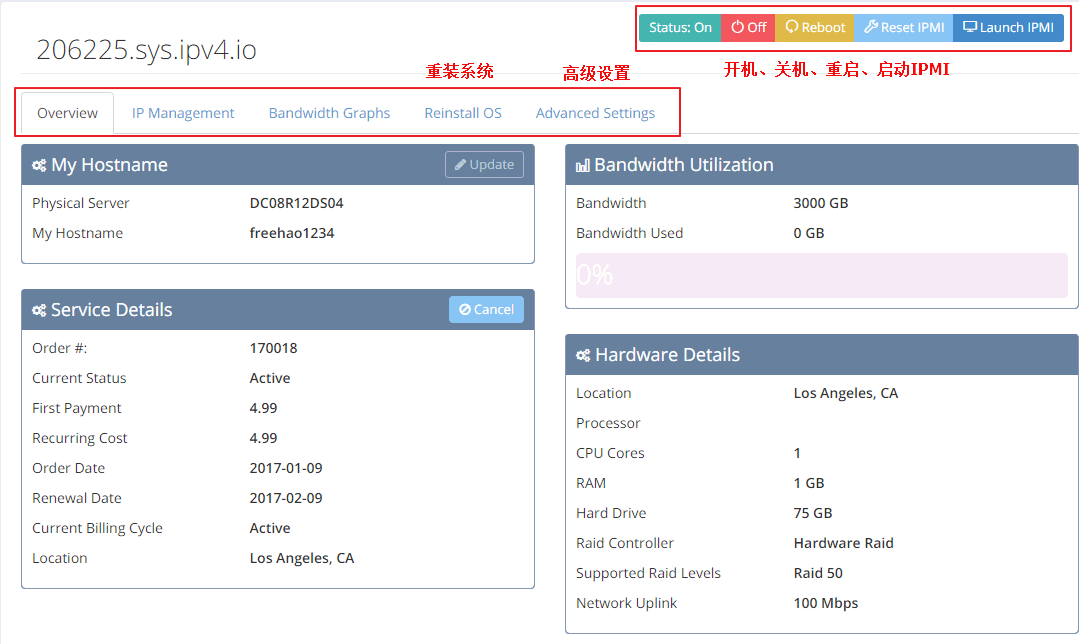 Status: On Off Reboot Reset IPMI Launch IPMI
206225.sys.ipv4.io
重装系统 高级设置 开机、关机、重启、启动IPMI
Overview IP Management Bandwidth Graphs Reinstall OS Advanced Settings
My Hostname Update
Physical Server DC08R12DS04
My Hostname freehao1234
Service Details Cancel
Order #: 170018
Current Status Active
First Payment 4.99
Recurring Cost 4.99
Order Date 2017-01-09
Renewal Date 2017-02-09
Current Billing Cycle Active
Location Los Angeles, CA
Bandwidth Utilization
Bandwidth 3000 GB
Bandwidth Used 0 GB
0%
Hardware Details
Location Los Angeles, CA
Processor
CPU Cores 1
RAM 1 GB
Hard Drive 75 GB
Raid Controller Hardware Raid
Supported Raid Levels Raid 50
Network Uplink 100 Mbps